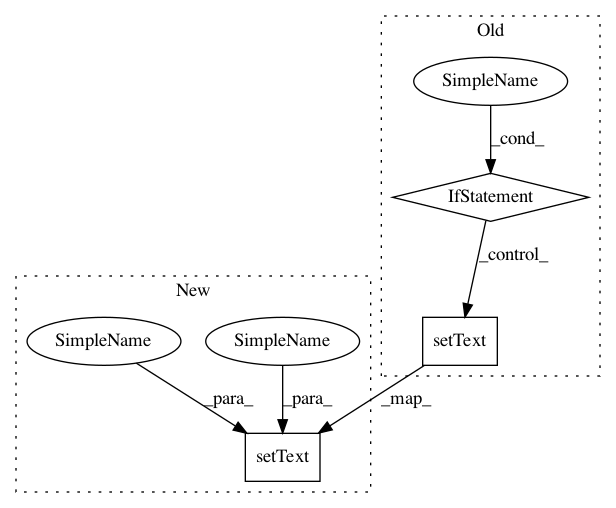 Old
SimpleName
_cond_
IfStatement
_control_
New
SimpleName
SimpleName
setText
_para_
_para_
_map_
setText